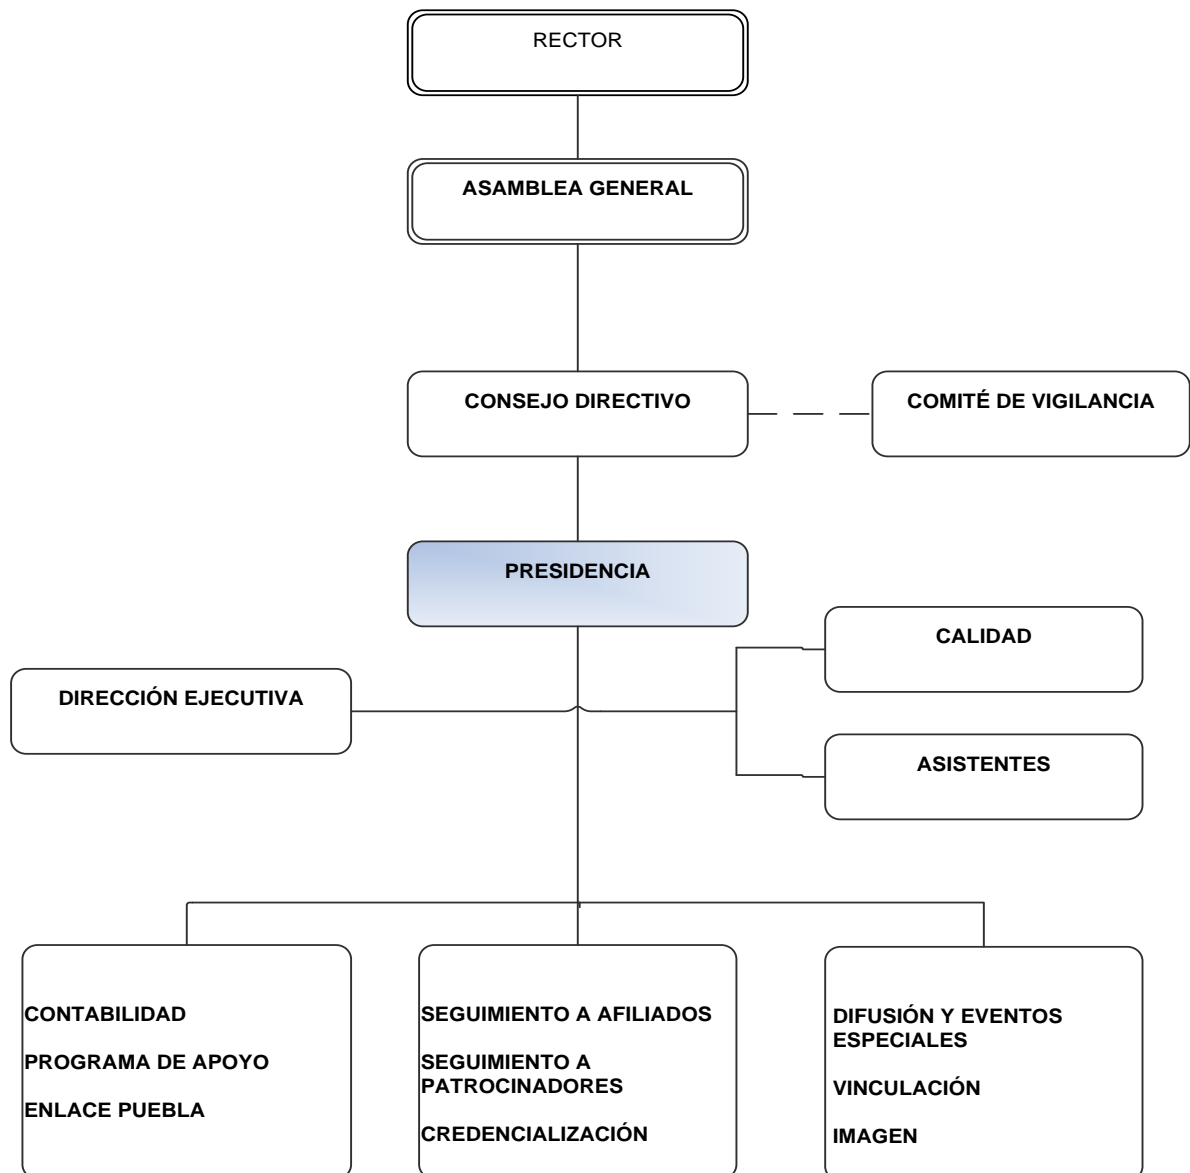 RECTOR
ASAMBLEA GENERAL
CONSEJO DIRECTIVO
COMITÉ DE VIGILANCIA
PRESIDENCIA
CALIDAD
DIRECCIÓN EJECUTIVA
ASISTENTES
CONTABILIDAD
PROGRAMA DE APOYO
ENLACE PUEBLA
SEGUIMIENTO A AFILIADOS
SEGUIMIENTO A
PATROCINADORES
CREDENCIALIZACIÓN
DIFUSIÓN Y EVENTOS
ESPECIALES
VINCULACIÓN
IMAGEN